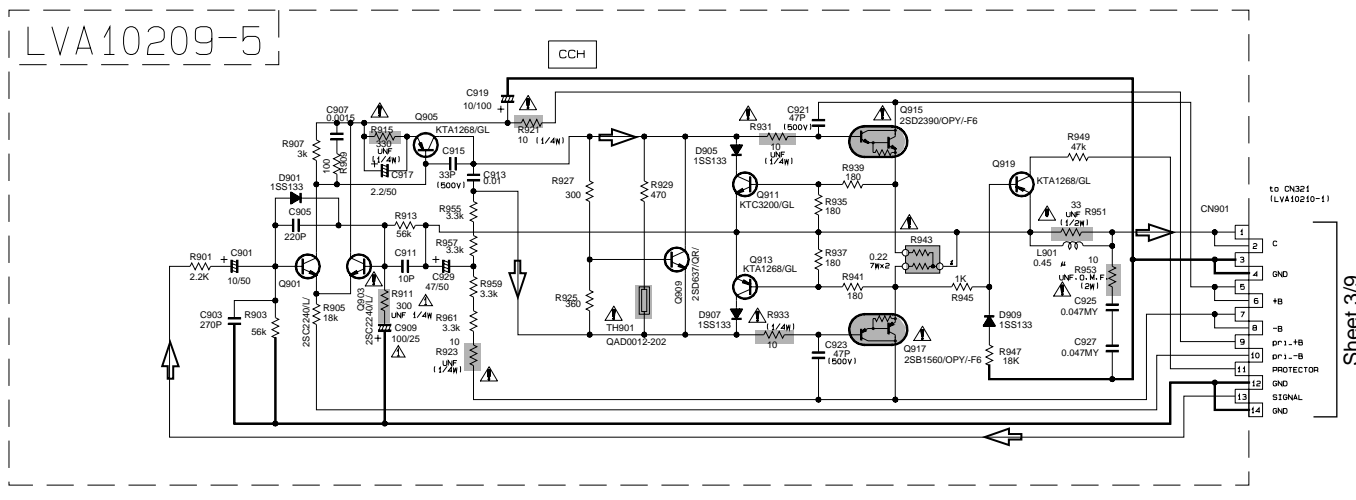 LVA10209-5
CCH
C919
10/100
C907
0.0015
Q905
KTA1268/GL
R915
330
UNF
(1/4W)
R921
10 (1/4W)
R907
3k
100
R909
C917
2.2/50
C915
33P
(500V)
C913
0.01
D901
1SS133
C905
220P
R913
56k
R955
3.3k
R957
3.3k
R901
2.2K
C901
10/50
Q901
Q903
2SC2240/L/
2SC2240/L/
C911
10P
C929
47/50
R959
3.3k
R961
3.3k
10
R923
UNF
(1/4W)
C903
270P
R903
56k
R905
18k
R911
300
UNF 1/4W
C909
100/25
R927
300
R929
470
R925
360
Q909
2SD637/QR/
TH901
QAD0012-202
R931
10
UNF
(1/4W)
D905
1SS133
Q911
KTC3200/GL
Q913
KTA1268/GL
D907
1SS133
R933
(1/4W)
10
C921
47P
(500V)
Q915
2SD2390/OPY/-F6
R939
180
R935
180
R937
180
R941
180
R943
0.22
7W×2
C923
47P
(500V)
Q917
2SB1560/OPY/-F6
1K
R945
D909
1SS133
R947
18K
Q919
KTA1268/GL
R949
47k
33
UNF
(1/2W)
R951
L901
0.45 μ
10
R953
UNF.O.M.F
(2W)
C925
0.047MY
C927
0.047MY
to CN321
(LVA10210-1)
CN901
1
2 C
3
4 GND
5
6 +B
7
8 -B
9 pri.+B
10 pri.-B
11 PROTECTOR
12 GND
13 SIGNAL
14 GND
Sheet 3/9